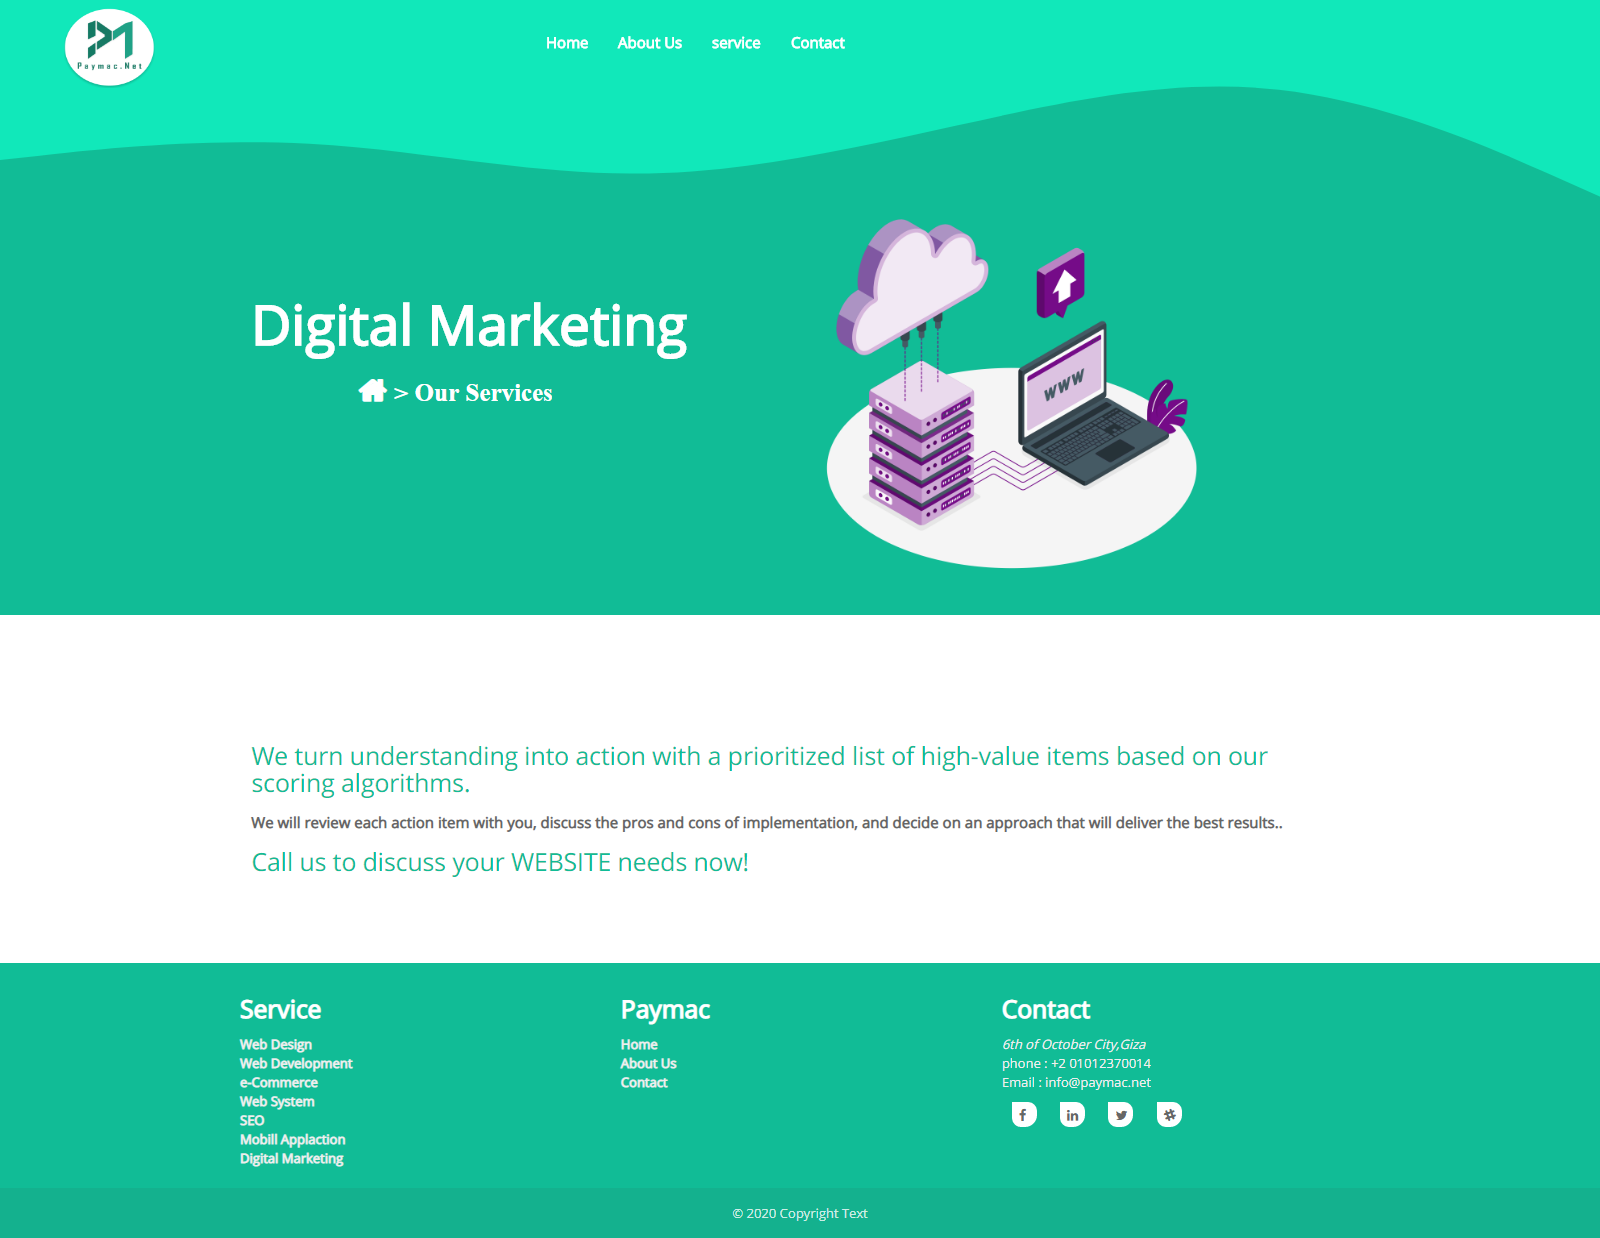 Paymac.Net
Home About Us service Contact
Digital Marketing
> Our Services
WWW
We turn understanding into action with a prioritized list of high-value items based on our
scoring algorithms.
We will review each action item with you, discuss the pros and cons of implementation, and decide on an approach that will deliver the best results..
Call us to discuss your WEBSITE needs now!
Service
Web Design
Web Development
e-Commerce
Web System
SEO
Mobill Applaction
Digital Marketing
Paymac
Home
About Us
Contact
Contact
6th of October City,Giza
phone : +2 01012370014
Email : info@paymac.net
© 2020 Copyright Text